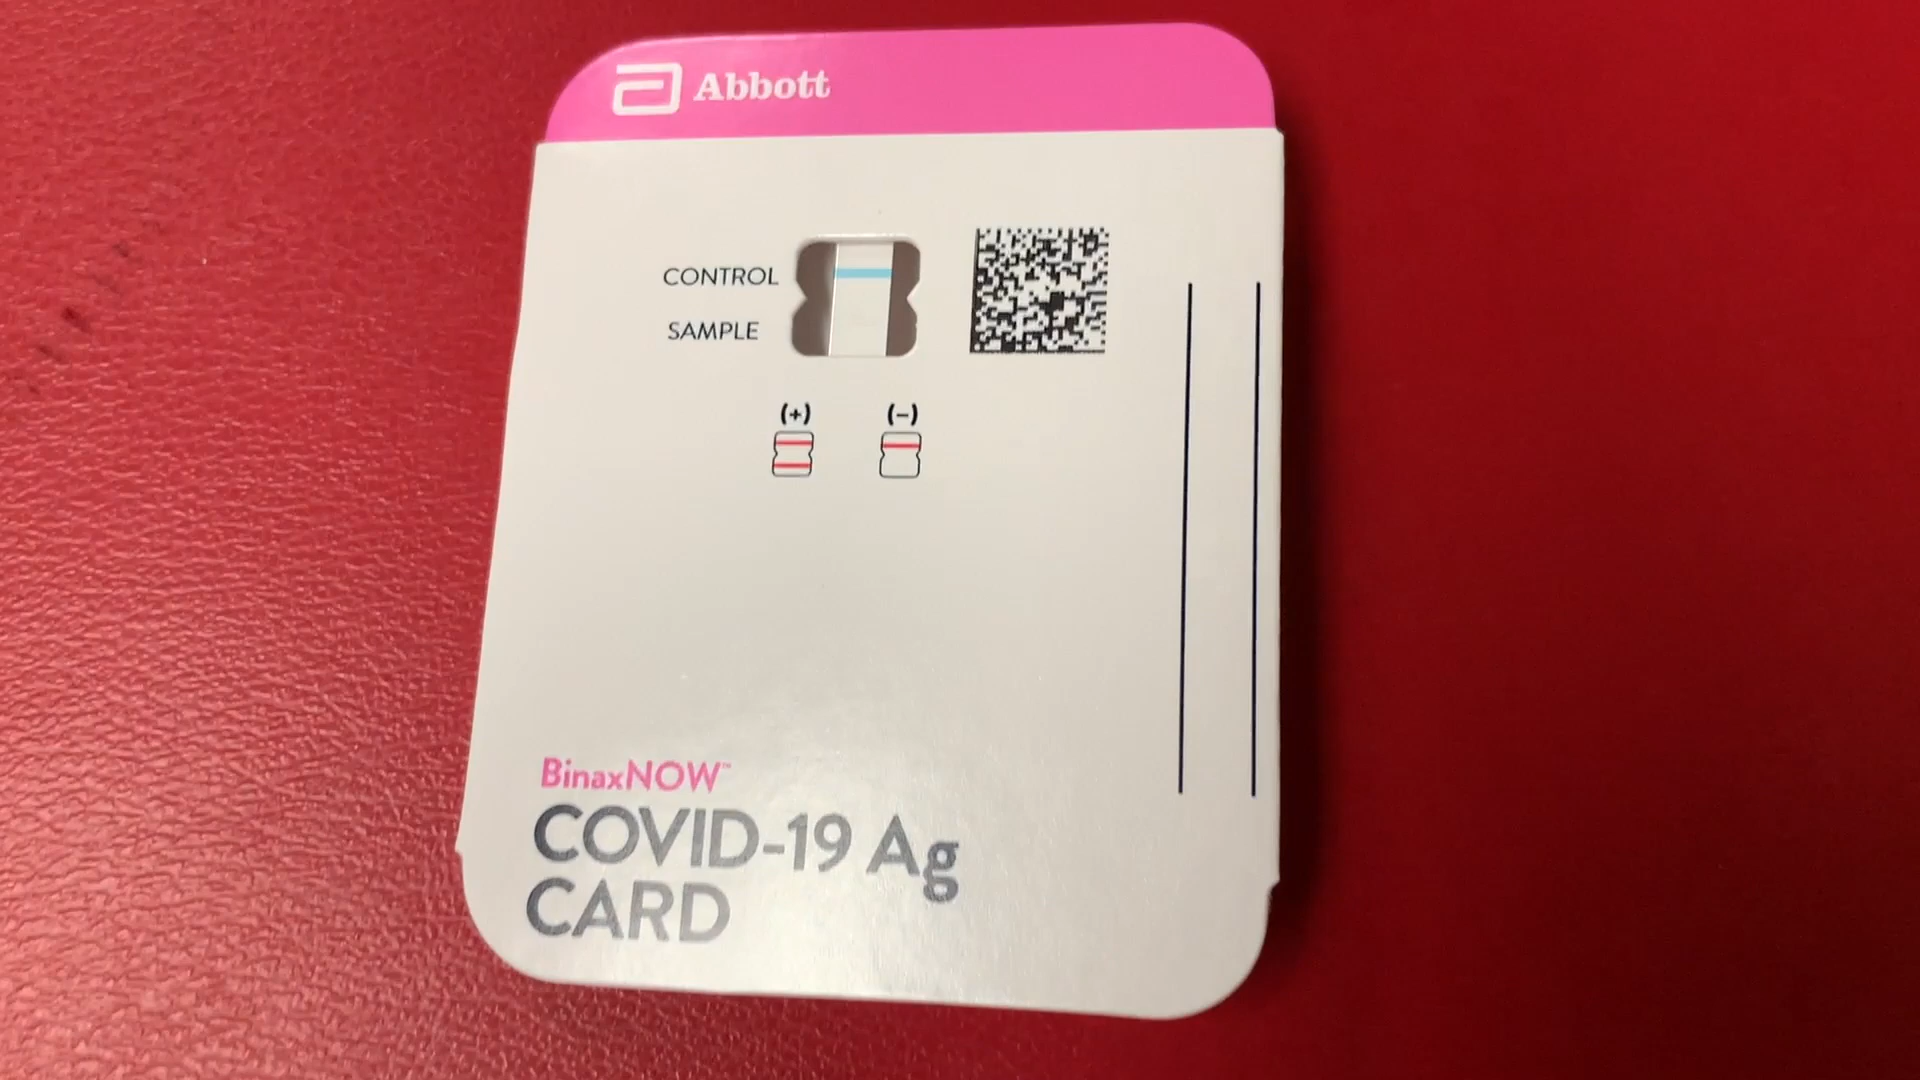 Abbott
CONTROL
SAMPLE
(+) (-)
BinaxNOW™
COVID-19 Ag
CARD